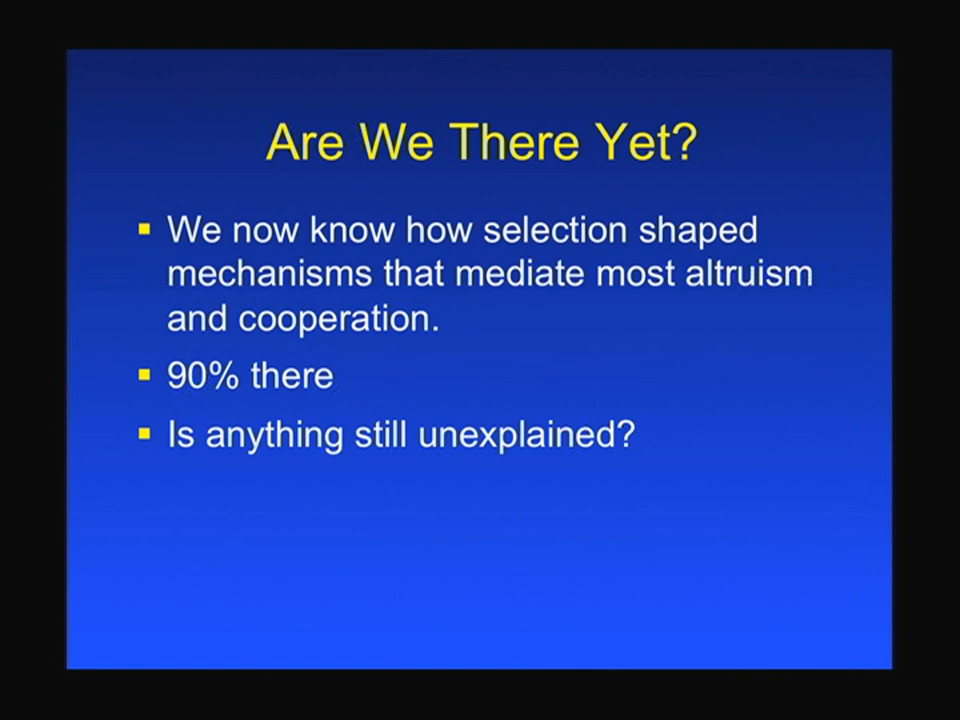 Are We There Yet?
We now know how selection shaped
mechanisms that mediate most altruism
and cooperation.
90% there
Is anything still unexplained?